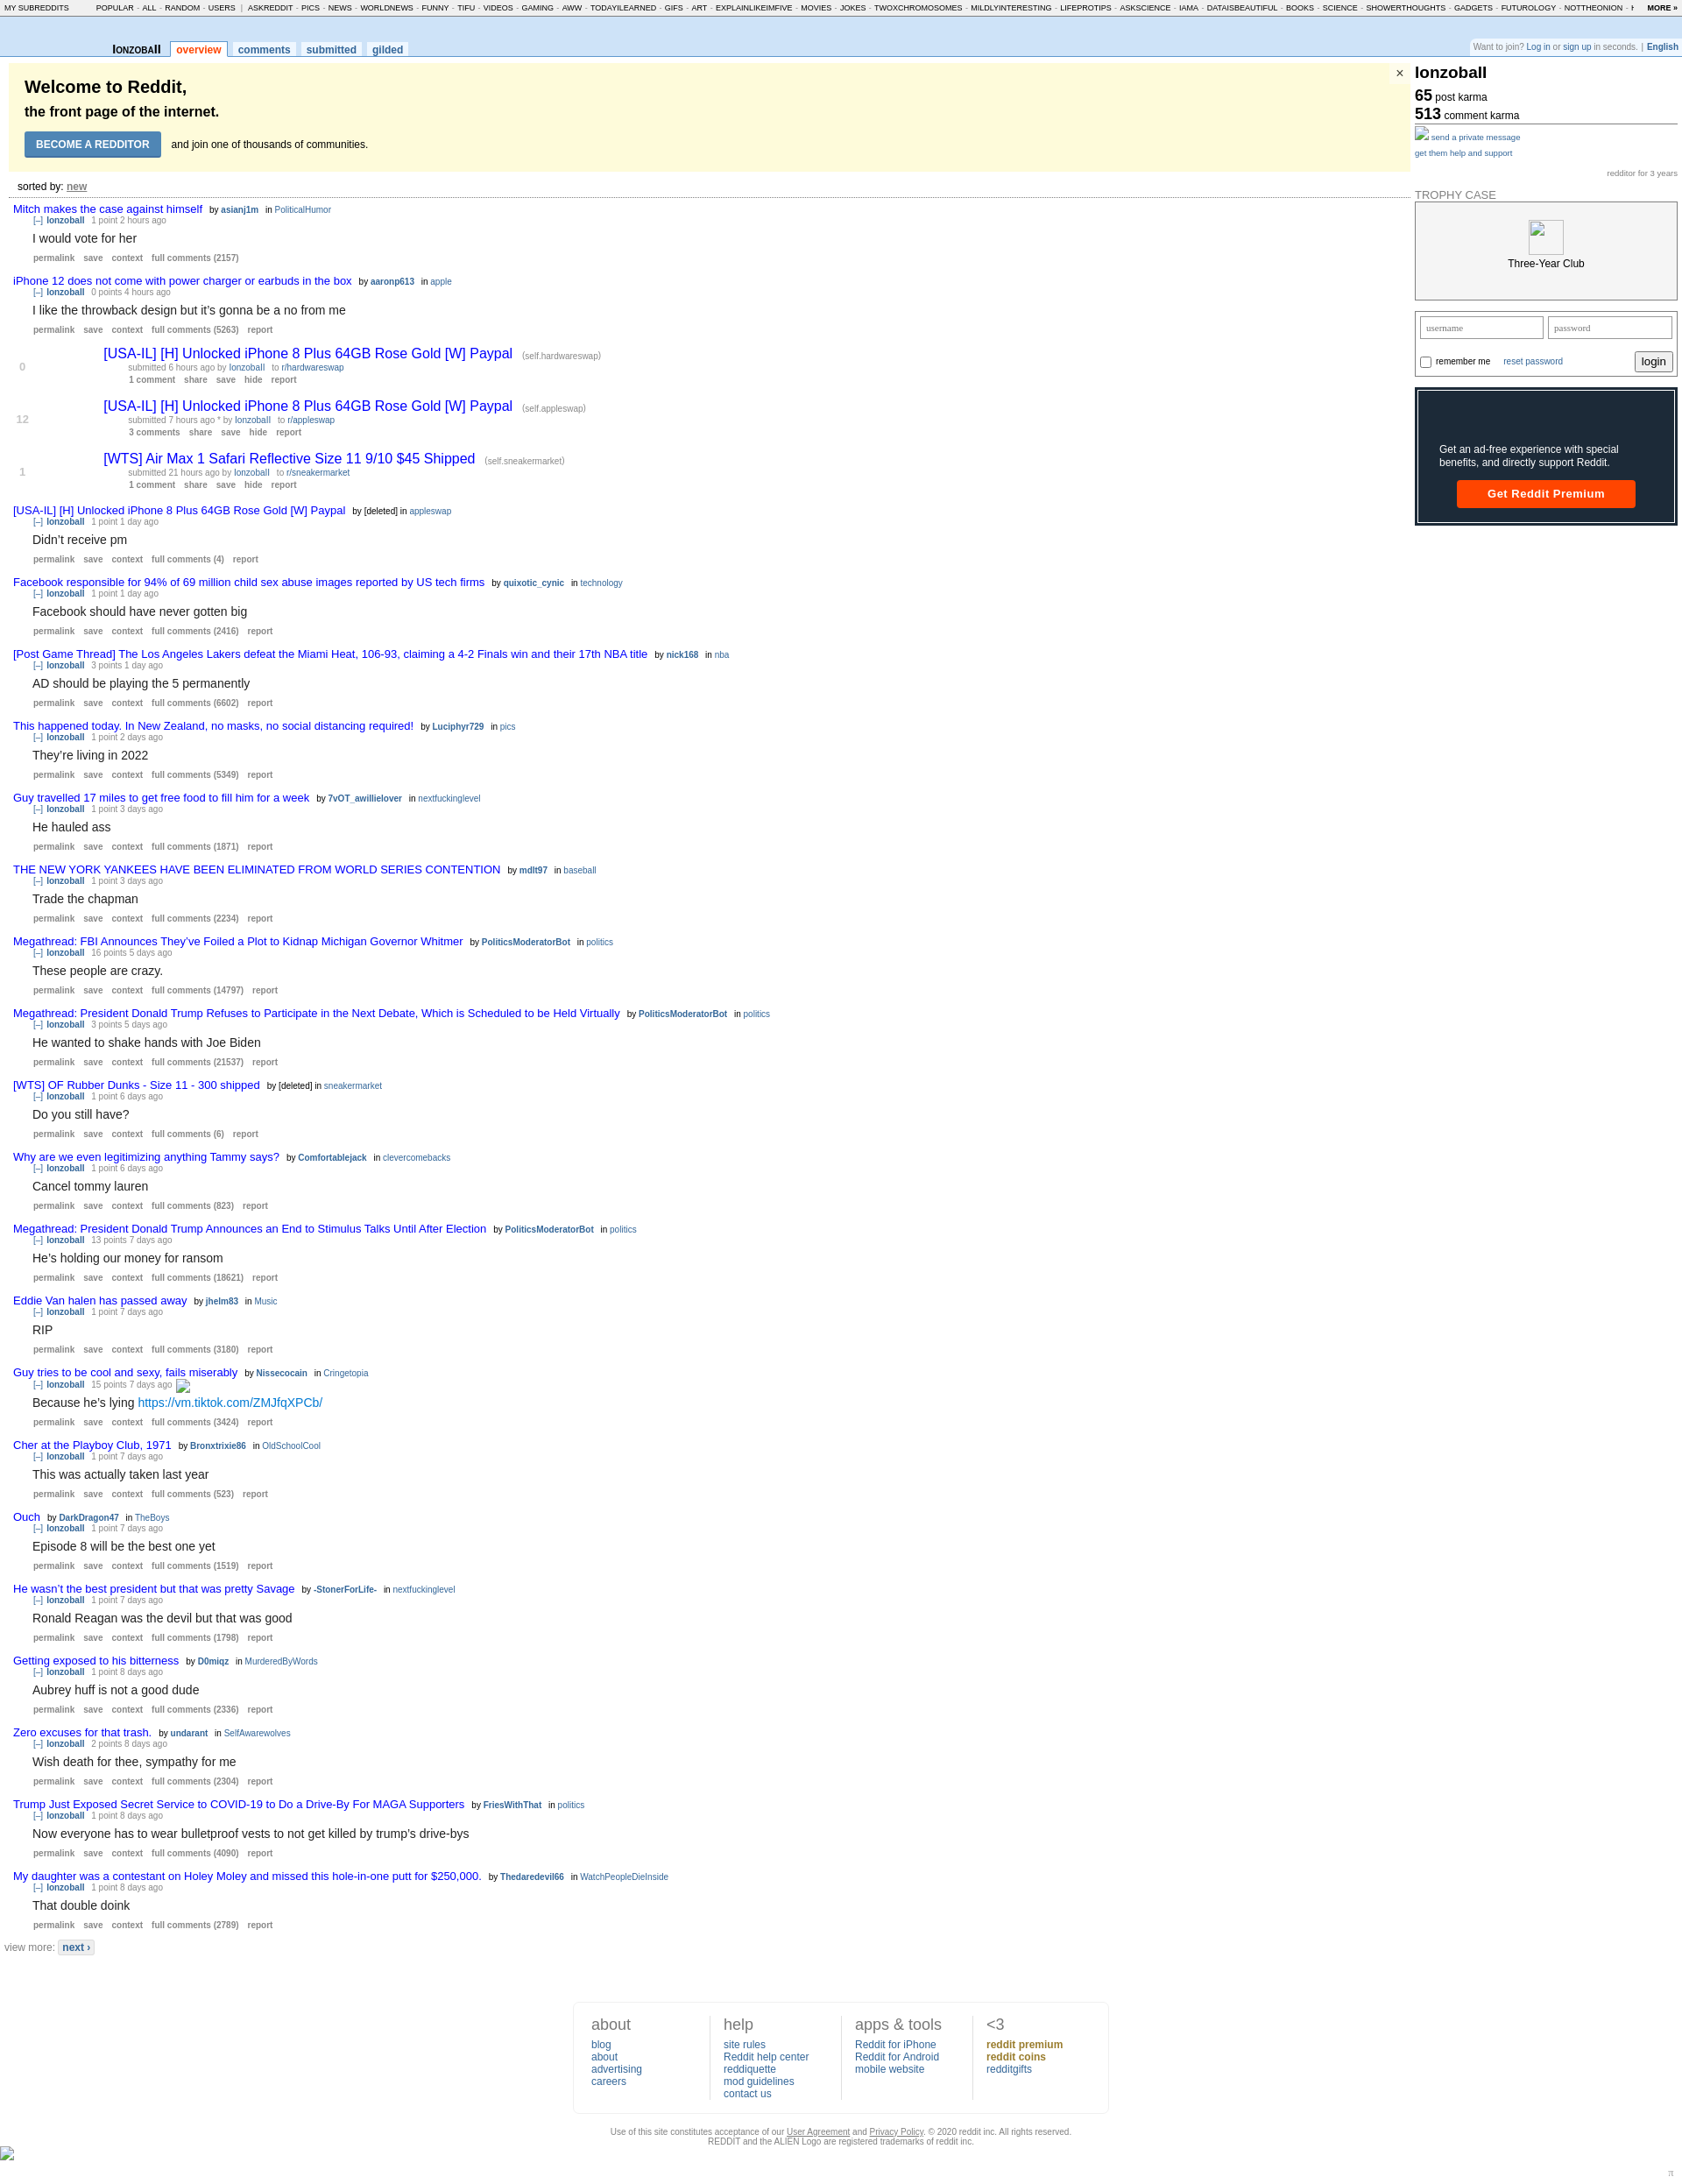 MY SUBREDDITS POPULAR - ALL - RANDOM - USERS | ASKREDDIT - PICS - NEWS - WORLDNEWS - FUNNY - TIFU - VIDEOS - GAMING - AWW - TODAYILEARNED - GIFS - ART - EXPLAINLIKEIMFIVE - MOVIES - JOKES - TWOXCHROMOSOMES - MILDLYINTERESTING - LIFEPROTIPS - ASKSCIENCE - IAMA - DATAISBEAUTIFUL - BOOKS - SCIENCE - SHOWERTHOUGHTS - GADGETS - FUTUROLOGY - NOTTHEONION - MORE »
lonzoball overview comments submitted gilded
Want to join? Log in or sign up in seconds. | English
Welcome to Reddit,
the front page of the internet.
BECOME A REDDITOR and join one of thousands of communities.
×
sorted by: new
Mitch makes the case against himself by asianj1m in PoliticalHumor
[–] lonzoball 1 point 2 hours ago
I would vote for her
permalink save context full comments (2157)
iPhone 12 does not come with power charger or earbuds in the box by aaronp613 in apple
[–] lonzoball 0 points 4 hours ago
I like the throwback design but it’s gonna be a no from me
permalink save context full comments (5263) report
[USA-IL] [H] Unlocked iPhone 8 Plus 64GB Rose Gold [W] Paypal (self.hardwareswap)
0
submitted 6 hours ago by lonzoball to r/hardwareswap
1 comment share save hide report
[USA-IL] [H] Unlocked iPhone 8 Plus 64GB Rose Gold [W] Paypal (self.appleswap)
12
submitted 7 hours ago * by lonzoball to r/appleswap
3 comments share save hide report
[WTS] Air Max 1 Safari Reflective Size 11 9/10 $45 Shipped (self.sneakermarket)
1
submitted 21 hours ago by lonzoball to r/sneakermarket
1 comment share save hide report
[USA-IL] [H] Unlocked iPhone 8 Plus 64GB Rose Gold [W] Paypal by [deleted] in appleswap
[–] lonzoball 1 point 1 day ago
Didn’t receive pm
permalink save context full comments (4) report
Facebook responsible for 94% of 69 million child sex abuse images reported by US tech firms by quixotic_cynic in technology
[–] lonzoball 1 point 1 day ago
Facebook should have never gotten big
permalink save context full comments (2416) report
[Post Game Thread] The Los Angeles Lakers defeat the Miami Heat, 106-93, claiming a 4-2 Finals win and their 17th NBA title by nick168 in nba
[–] lonzoball 3 points 1 day ago
AD should be playing the 5 permanently
permalink save context full comments (6602) report
This happened today. In New Zealand, no masks, no social distancing required! by Luciphyr729 in pics
[–] lonzoball 1 point 2 days ago
They’re living in 2022
permalink save context full comments (5349) report
Guy travelled 17 miles to get free food to fill him for a week by 7vOT_awillielover in nextfuckinglevel
[–] lonzoball 1 point 3 days ago
He hauled ass
permalink save context full comments (1871) report
THE NEW YORK YANKEES HAVE BEEN ELIMINATED FROM WORLD SERIES CONTENTION by mdlt97 in baseball
[–] lonzoball 1 point 3 days ago
Trade the chapman
permalink save context full comments (2234) report
Megathread: FBI Announces They’ve Foiled a Plot to Kidnap Michigan Governor Whitmer by PoliticsModeratorBot in politics
[–] lonzoball 16 points 5 days ago
These people are crazy.
permalink save context full comments (14797) report
Megathread: President Donald Trump Refuses to Participate in the Next Debate, Which is Scheduled to be Held Virtually by PoliticsModeratorBot in politics
[–] lonzoball 3 points 5 days ago
He wanted to shake hands with Joe Biden
permalink save context full comments (21537) report
[WTS] OF Rubber Dunks - Size 11 - 300 shipped by [deleted] in sneakermarket
[–] lonzoball 1 point 6 days ago
Do you still have?
permalink save context full comments (6) report
Why are we even legitimizing anything Tammy says? by Comfortablejack in clevercomebacks
[–] lonzoball 1 point 6 days ago
Cancel tommy lauren
permalink save context full comments (823) report
Megathread: President Donald Trump Announces an End to Stimulus Talks Until After Election by PoliticsModeratorBot in politics
[–] lonzoball 13 points 7 days ago
He’s holding our money for ransom
permalink save context full comments (18621) report
Eddie Van halen has passed away by jhelm83 in Music
[–] lonzoball 1 point 7 days ago
RIP
permalink save context full comments (3180) report
Guy tries to be cool and sexy, fails miserably by Nissecocain in Cringetopia
[–] lonzoball 15 points 7 days ago
Because he’s lying https://vm.tiktok.com/ZMJfqXPCb/
permalink save context full comments (3424) report
Cher at the Playboy Club, 1971 by Bronxtrixie86 in OldSchoolCool
[–] lonzoball 1 point 7 days ago
This was actually taken last year
permalink save context full comments (523) report
Ouch by DarkDragon47 in TheBoys
[–] lonzoball 1 point 7 days ago
Episode 8 will be the best one yet
permalink save context full comments (1519) report
He wasn’t the best president but that was pretty Savage by -StonerForLife- in nextfuckinglevel
[–] lonzoball 1 point 7 days ago
Ronald Reagan was the devil but that was good
permalink save context full comments (1798) report
Getting exposed to his bitterness by D0miqz in MurderedByWords
[–] lonzoball 1 point 8 days ago
Aubrey huff is not a good dude
permalink save context full comments (2336) report
Zero excuses for that trash. by undarant in SelfAwarewolves
[–] lonzoball 2 points 8 days ago
Wish death for thee, sympathy for me
permalink save context full comments (2304) report
Trump Just Exposed Secret Service to COVID-19 to Do a Drive-By For MAGA Supporters by FriesWithThat in politics
[–] lonzoball 1 point 8 days ago
Now everyone has to wear bulletproof vests to not get killed by trump’s drive-bys
permalink save context full comments (4090) report
My daughter was a contestant on Holey Moley and missed this hole-in-one putt for $250,000. by Thedaredevil66 in WatchPeopleDieInside
[–] lonzoball 1 point 8 days ago
That double doink
permalink save context full comments (2789) report
view more: next ›
lonzoball
65 post karma
513 comment karma
send a private message
get them help and support
redditor for 3 years
TROPHY CASE
Three-Year Club
username password
remember me reset password login
Get an ad-free experience with special
benefits, and directly support Reddit.
Get Reddit Premium
about
blog
about
advertising
careers
help
site rules
Reddit help center
reddiquette
mod guidelines
contact us
apps & tools
Reddit for iPhone
Reddit for Android
mobile website
<3
reddit premium
reddit coins
redditgifts
Use of this site constitutes acceptance of our User Agreement and Privacy Policy. © 2020 reddit inc. All rights reserved.
REDDIT and the ALIEN Logo are registered trademarks of reddit inc.
π